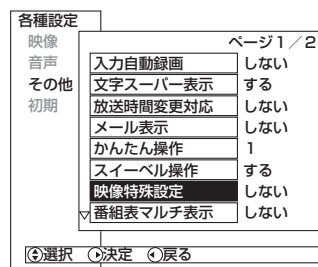 各種設定
映像
音声
その他
初期
ページ1／2
入力自動録画 しない
文字スーパー表示 する
放送時間変更対応 しない
メール表示 しない
かんたん操作 1
スイーベル操作 する
映像特殊設定 しない
番組表マルチ表示 しない
選択 決定 戻る